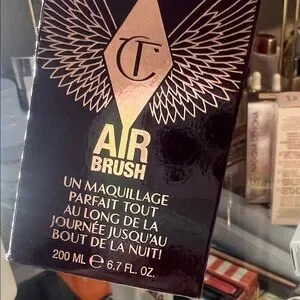 CT
AIR
BRUSH
UN MAQUILLAGE
PARFAIT TOUT
AU LONG DE LA
JOURNÉE JUSQU'AU
BOUT DE LA NUIT!
200 ML ℮ 6.7 FL. OZ.